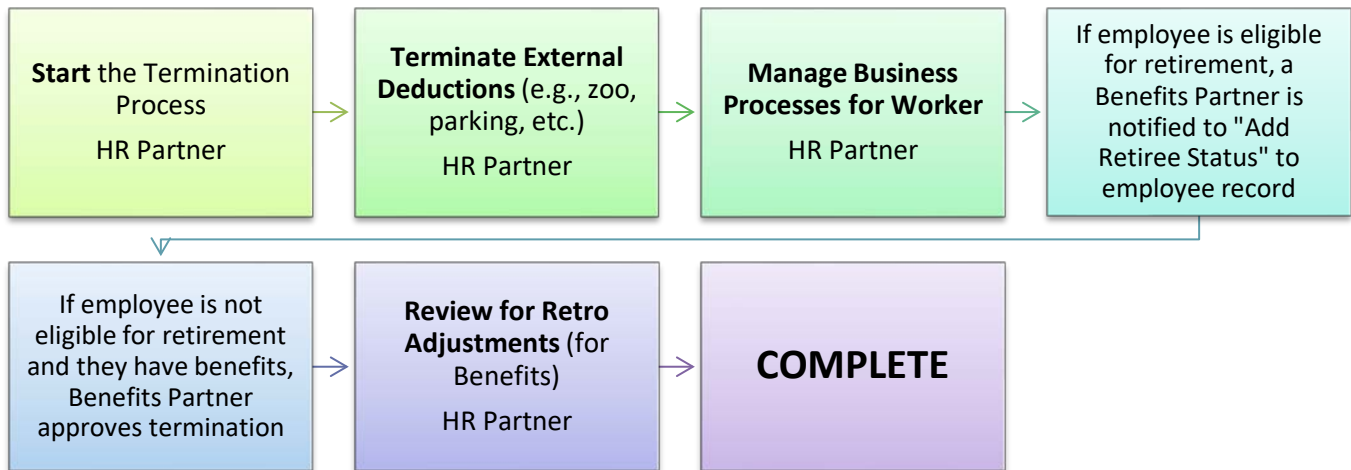 Start the Termination
Process
HR Partner
Terminate External
Deductions (e.g., zoo,
parking, etc.)
HR Partner
Manage Business
Processes for Worker
HR Partner
If employee is eligible
for retirement, a
Benefits Partner is
notified to "Add
Retiree Status" to
employee record
If employee is not
eligible for retirement
and they have benefits,
Benefits Partner
approves termination
Review for Retro
Adjustments (for
Benefits)
HR Partner
COMPLETE